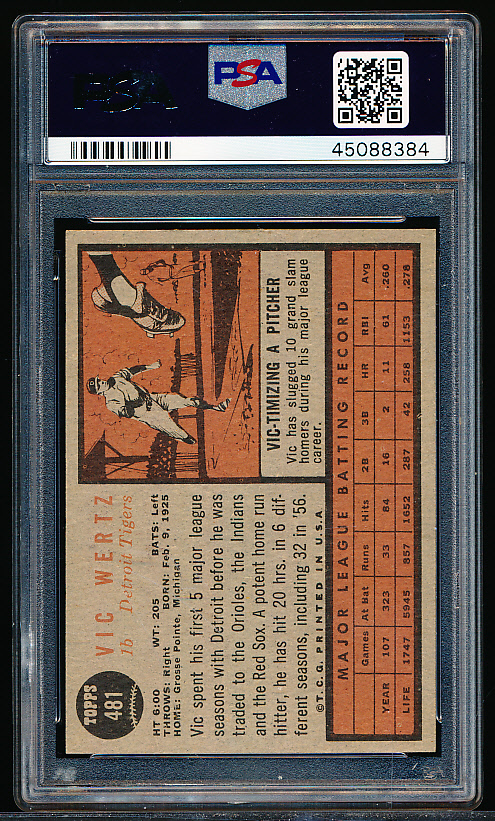 PSA
PSA
45088384
TOPPS
481
VIC WERTZ
1b Detroit Tigers
HT 6:00 WT: 205 BATS: Left
THROWS: Right BORN: Feb. 9, 1925
HOME: Grosse Pointe, Michigan
Vic spent his first 5 major league
seasons with Detroit before he was
traded to the Orioles, the Indians
and the Red Sox. A potent home run
hitter, he has hit 20 hrs. in 6 dif-
ferent seasons, including 32 in '56.
©T.C.G. PRINTED IN U.S.A.
VIC-TIMIZING A PITCHER
Vic has slugged 10 grand slam
homers during his major league
career.
MAJOR LEAGUE BATTING RECORD
Games At Bat Runs Hits 2B 3B HR RBI Avg
YEAR 107 323 33 84 16 2 11 61 .260
LIFE 1747 5945 857 1652 287 42 258 1153 .278